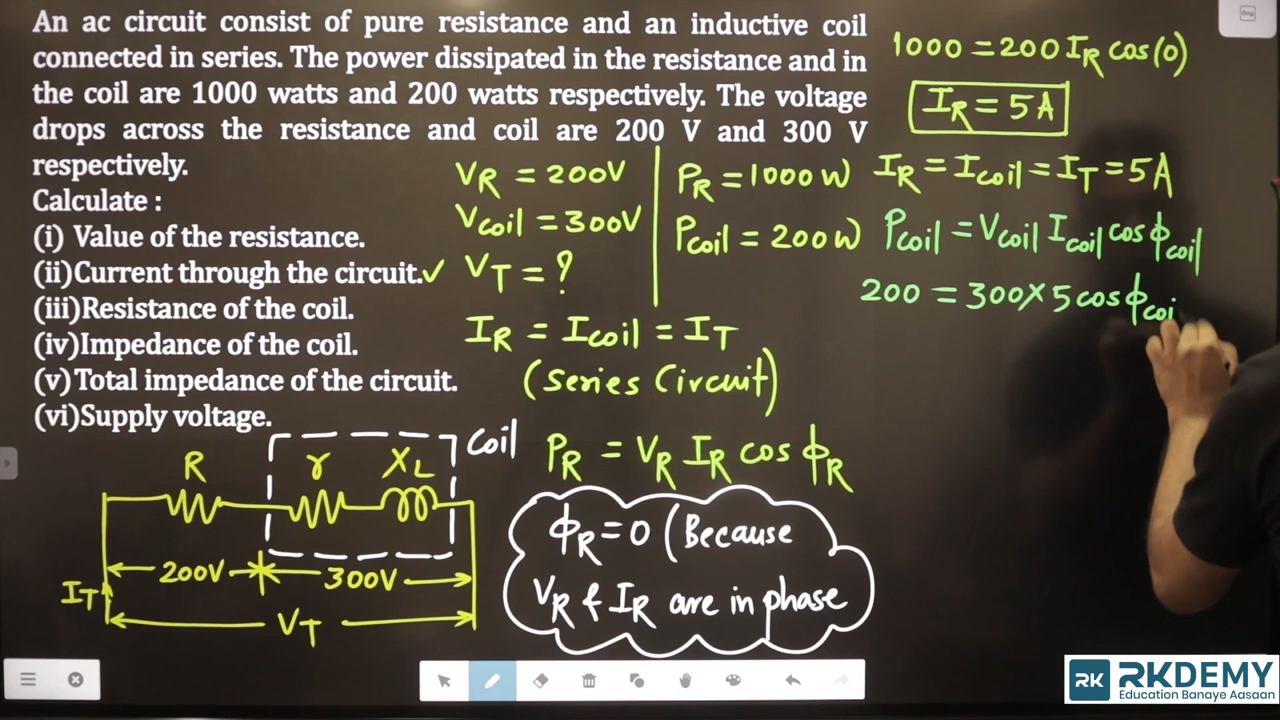 An ac circuit consist of pure resistance and an inductive coil
connected in series. The power dissipated in the resistance and in
the coil are 1000 watts and 200 watts respectively. The voltage
drops across the resistance and coil are 200 V and 300 V
respectively.
Calculate :
(i) Value of the resistance.
(ii)Current through the circuit.✓
(iii)Resistance of the coil.
(iv)Impedance of the coil.
(v)Total impedance of the circuit.
(vi)Supply voltage.
VR = 200V
Vcoil = 300V
VT = ?
PR = 1000 W
Pcoil = 200W
IR = Icoil = IT
(Series Circuit)
PR = VR IR cos ϕR
ϕR = 0 (Because
VR & IR are in phase
1000 = 200 IR cos(0)
IR = 5A
IR = Icoil = IT = 5A
Pcoil = Vcoil Icoil cos ϕcoil
200 = 300 × 5 cos ϕcoi
Coil
R r XL
200V 300V
IT
VT
RK RKDEMY
Education Banaye Aasaan